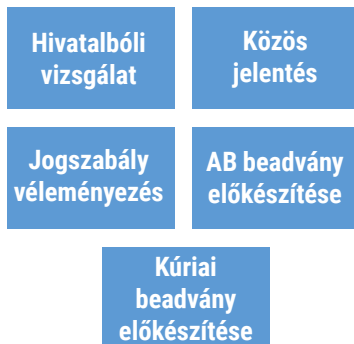 Hivatalbóli
vizsgálat
Közös
jelentés
Jogszabály
véleményezés
AB beadvány
előkészítése
Kúriai
beadvány
előkészítése